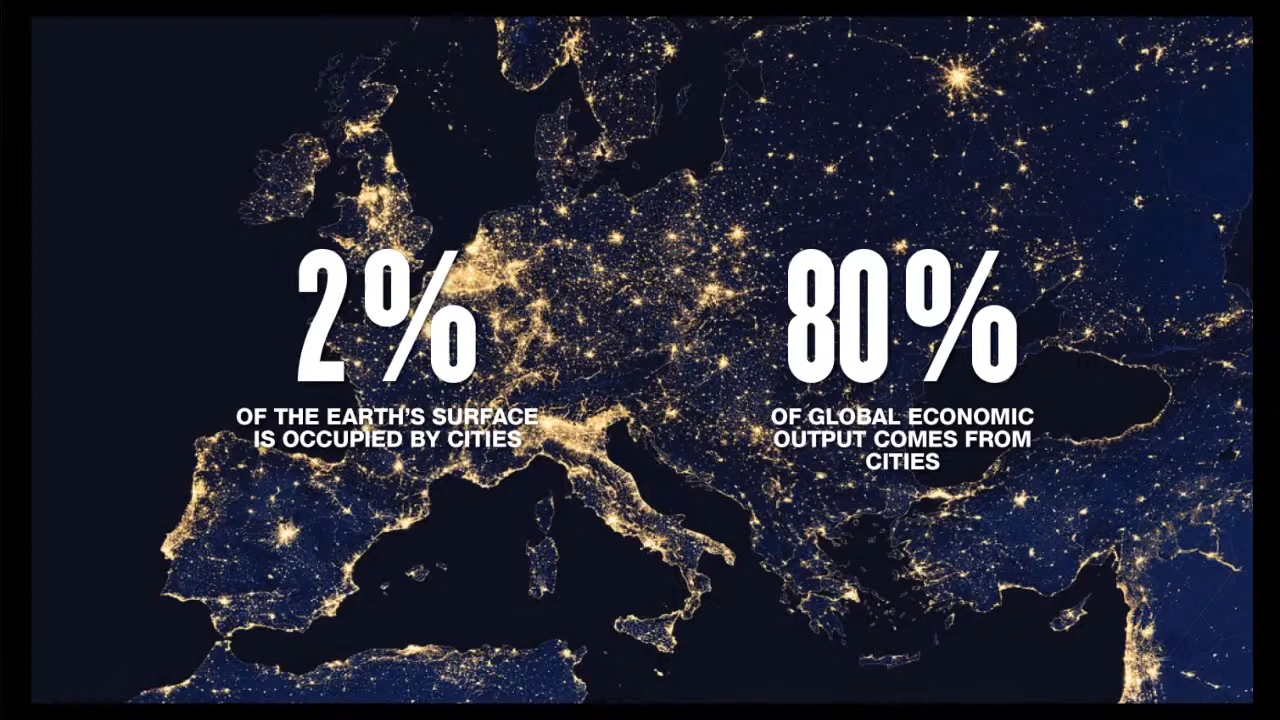 2%
OF THE EARTH'S SURFACE
IS OCCUPIED BY CITIES
80%
OF GLOBAL ECONOMIC
OUTPUT COMES FROM
CITIES